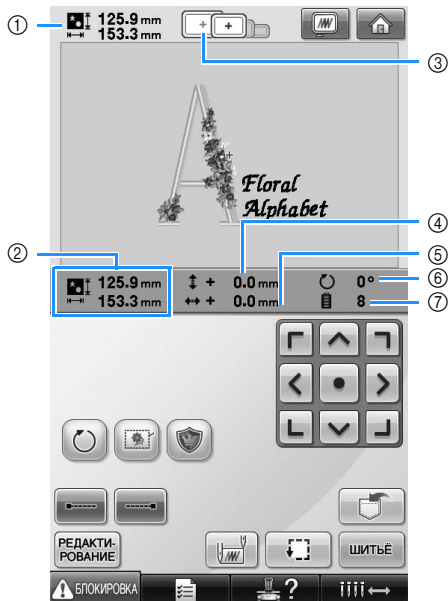 ① 125.9 mm
153.3 mm
③
Floral
Alphabet
④
② ⑤
125.9 mm + 0.0 mm 0° ⑥
153.3 mm + 0.0 mm 8 ⑦
РЕДАКТИ-
РОВАНИЕ
ШИТЬЁ
БЛОКИРОВКА ?